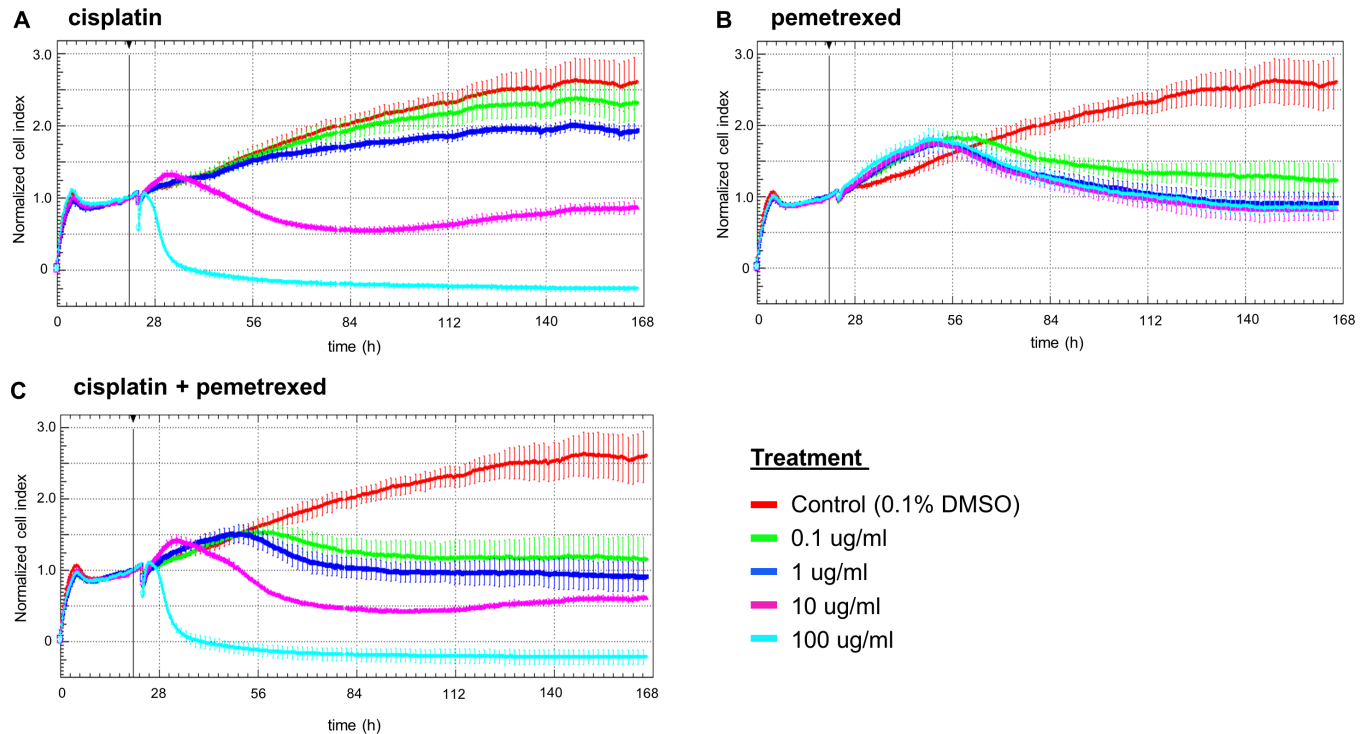 A cisplatin
Normalized cell index
3.0
2.0
1.0
0
0 28 56 84 112 140 168
time (h)
B pemetrexed
Normalized cell index
3.0
2.0
1.0
0
0 28 56 84 112 140 168
time (h)
C cisplatin + pemetrexed
Normalized cell index
3.0
2.0
1.0
0
0 28 56 84 112 140 168
time (h)
Treatment
Control (0.1% DMSO)
0.1 ug/ml
1 ug/ml
10 ug/ml
100 ug/ml